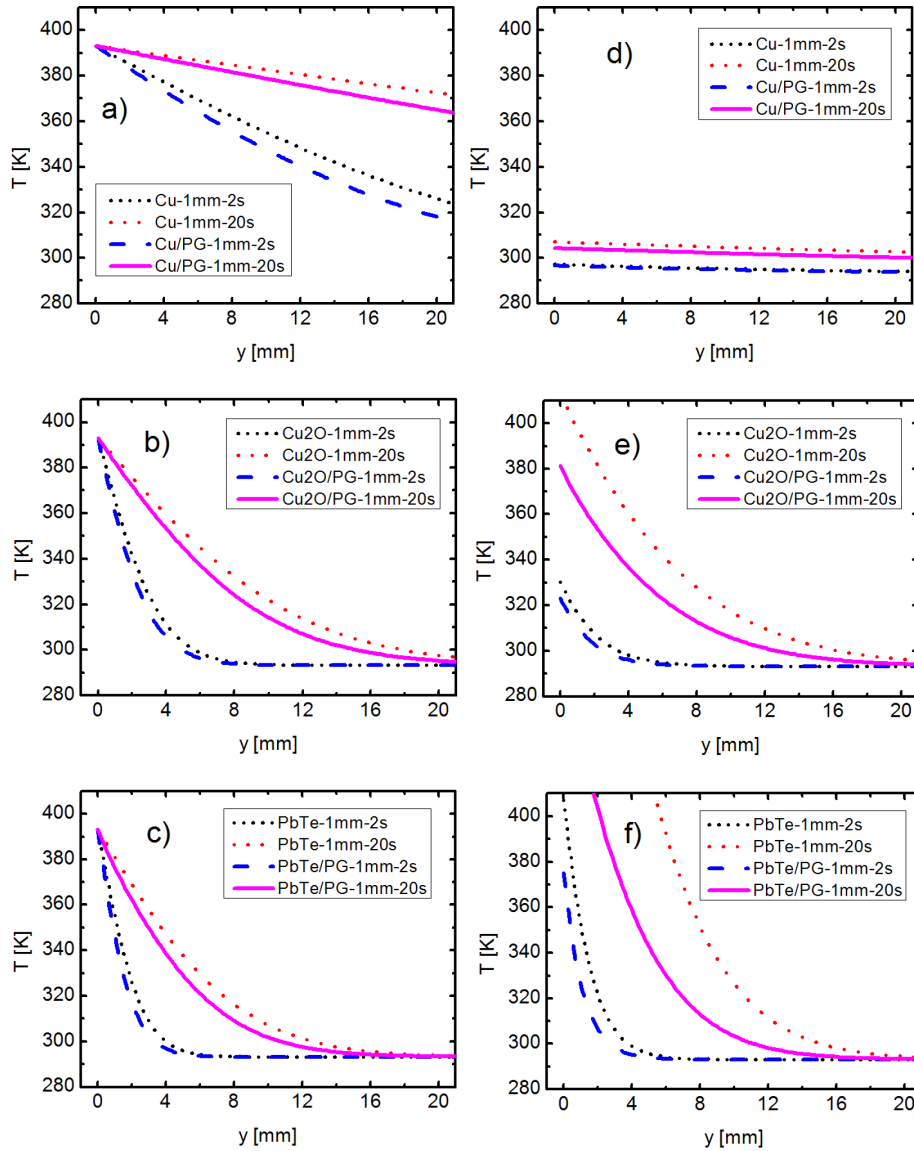 a)
T [K]
400
380
360
340
320
300
280
Cu-1mm-2s
Cu-1mm-20s
Cu/PG-1mm-2s
Cu/PG-1mm-20s
0 4 8 12 16 20
y [mm]
d)
T [K]
400
380
360
340
320
300
280
Cu-1mm-2s
Cu-1mm-20s
Cu/PG-1mm-2s
Cu/PG-1mm-20s
0 4 8 12 16 20
y [mm]
b)
T [K]
400
380
360
340
320
300
280
Cu2O-1mm-2s
Cu2O-1mm-20s
Cu2O/PG-1mm-2s
Cu2O/PG-1mm-20s
0 4 8 12 16 20
y [mm]
e)
T [K]
400
380
360
340
320
300
280
Cu2O-1mm-2s
Cu2O-1mm-20s
Cu2O/PG-1mm-2s
Cu2O/PG-1mm-20s
0 4 8 12 16 20
y [mm]
c)
T [K]
400
380
360
340
320
300
280
PbTe-1mm-2s
PbTe-1mm-20s
PbTe/PG-1mm-2s
PbTe/PG-1mm-20s
0 4 8 12 16 20
y [mm]
f)
T [K]
400
380
360
340
320
300
280
PbTe-1mm-2s
PbTe-1mm-20s
PbTe/PG-1mm-2s
PbTe/PG-1mm-20s
0 4 8 12 16 20
y [mm]